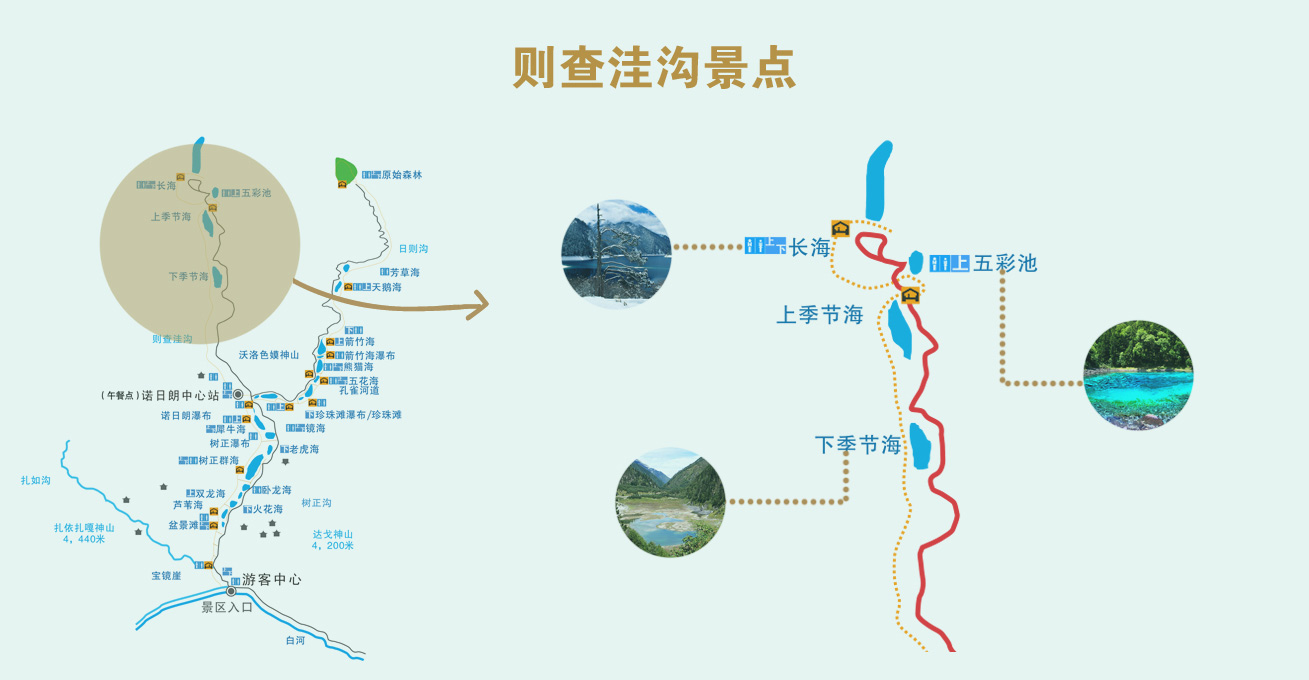 则查洼沟景点
长海
五彩池
上季节海
下季节海
则查洼沟
原始森林
日则沟
芳草海
天鹅海
箭竹海
沃洛色嫫神山
箭竹海瀑布
熊猫海
五花海
孔雀河道
(午餐点)诺日朗中心站
诺日朗瀑布
珍珠滩瀑布/珍珠滩
犀牛海
镜海
树正瀑布
老虎海
树正群海
扎如沟
双龙海
卧龙海
芦苇海
火花海
树正沟
盆景滩
扎依扎嘎神山
4，440米
达戈神山
4，200米
宝镜崖
游客中心
景区入口
白河
上
下
长海
上
五彩池
上季节海
下季节海